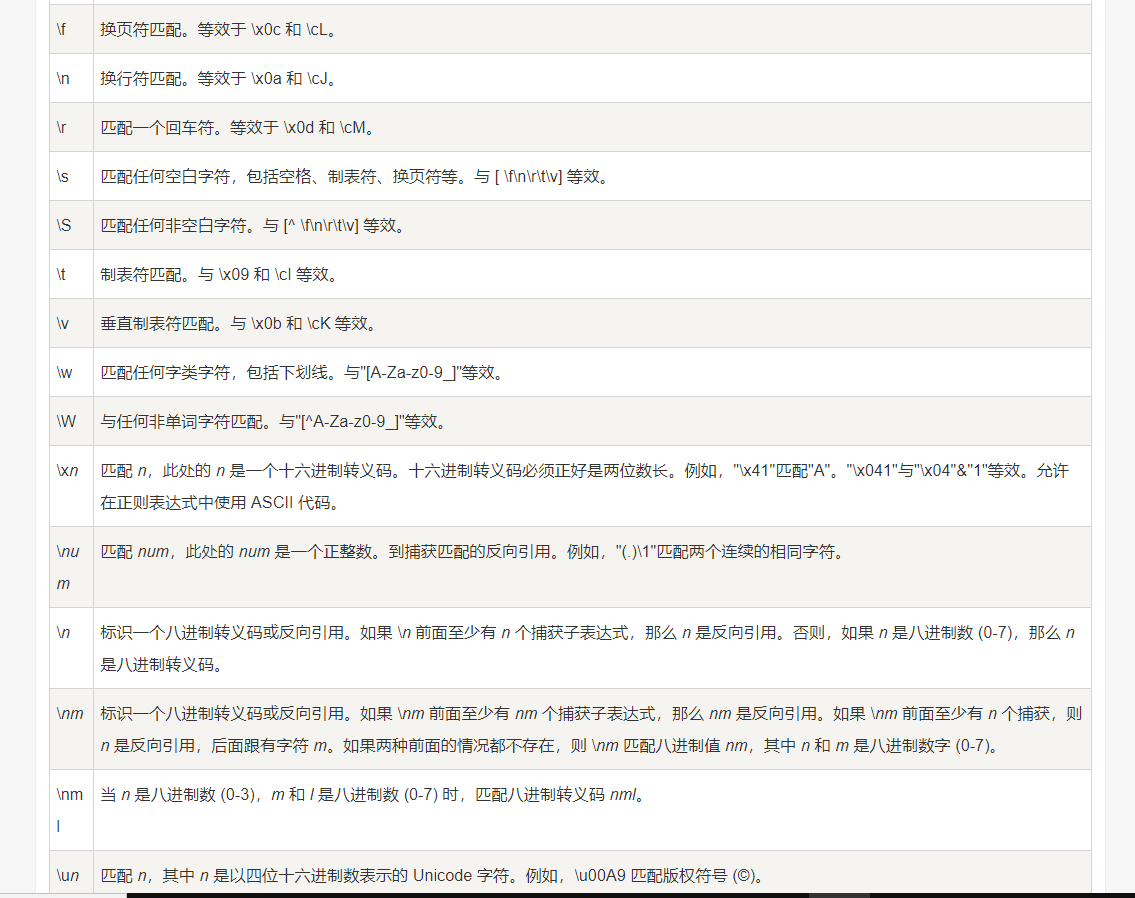 \f 换页符匹配。等效于 \x0c 和 \cL。
\n 换行符匹配。等效于 \x0a 和 \cJ。
\r 匹配一个回车符。等效于 \x0d 和 \cM。
\s 匹配任何空白字符，包括空格、制表符、换页符等。与 [ \f\n\r\t\v] 等效。
\S 匹配任何非空白字符。与 [^ \f\n\r\t\v] 等效。
\t 制表符匹配。与 \x09 和 \cI 等效。
\v 垂直制表符匹配。与 \x0b 和 \cK 等效。
\w 匹配任何字类字符，包括下划线。与"[A-Za-z0-9_]"等效。
\W 与任何非单词字符匹配。与"[^A-Za-z0-9_]"等效。
\xn 匹配 n，此处的 n 是一个十六进制转义码。十六进制转义码必须正好是两位数长。例如，"\x41"匹配"A"。"\x041"与"\x04"&"1"等效。允许
在正则表达式中使用 ASCII 代码。
\nu 匹配 num，此处的 num 是一个正整数。到捕获匹配的反向引用。例如，"(.)\1"匹配两个连续的相同字符。
m
\n 标识一个八进制转义码或反向引用。如果 \n 前面至少有 n 个捕获子表达式，那么 n 是反向引用。否则，如果 n 是八进制数 (0-7)，那么 n
是八进制转义码。
\nm 标识一个八进制转义码或反向引用。如果 \nm 前面至少有 nm 个捕获子表达式，那么 nm 是反向引用。如果 \nm 前面至少有 n 个捕获，则
n 是反向引用，后面跟有字符 m。如果两种前面的情况都不存在，则 \nm 匹配八进制值 nm，其中 n 和 m 是八进制数字 (0-7)。
\nm 当 n 是八进制数 (0-3)，m 和 l 是八进制数 (0-7) 时，匹配八进制转义码 nml。
l
\un 匹配 n，其中 n 是以四位十六进制数表示的 Unicode 字符。例如，\u00A9 匹配版权符号 (©)。